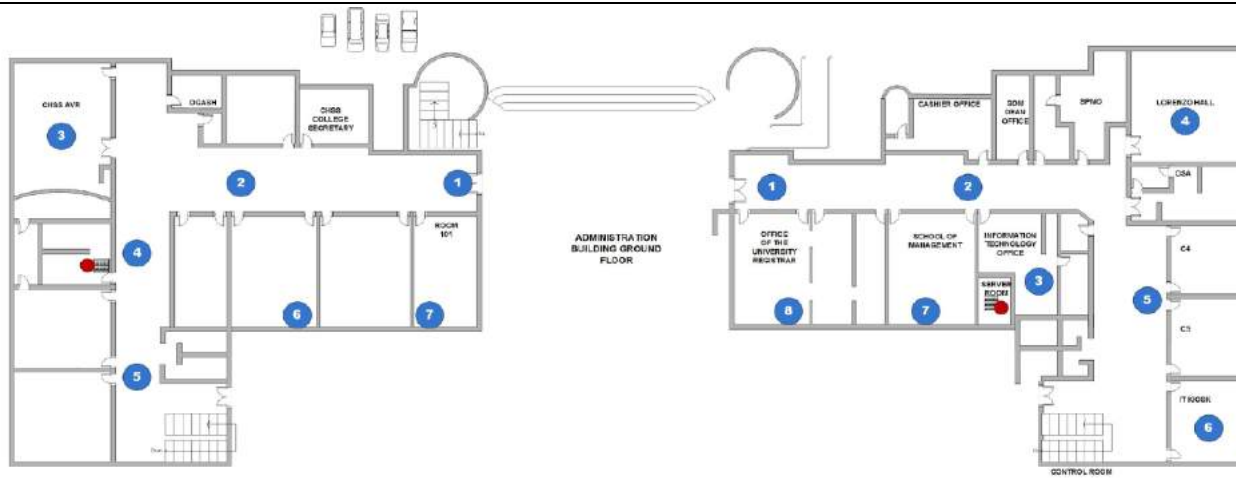 CHSS AVR
3
OGASH
CHSS
COLLEGE
SECRETARY
2
1
4
ROOM
101
6
7
5
ADMINISTRATION
BUILDING GROUND
FLOOR
CASHIER OFFICE
SOM
DEAN
OFFICE
SPMO
LORENZO HALL
4
1
2
OSA
OFFICE
OF THE
UNIVERSITY
REGISTRAR
SCHOOL OF
MANAGEMENT
INFORMATION
TECHNOLOGY
OFFICE
C4
3
SERVER
ROOM
5
8
7
C3
IT KIOSK
6
CONTROL ROOM